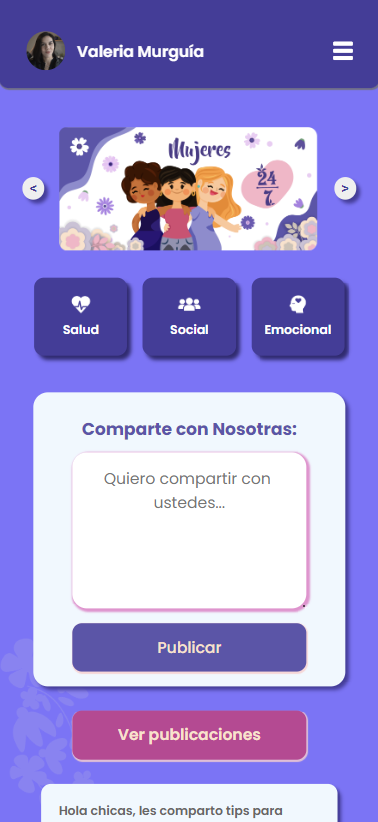 Valeria Murguía
Mujeres
24
7
<
>
Salud
Social
Emocional
Comparte con Nosotras:
Quiero compartir con
ustedes...
Publicar
Ver publicaciones
Hola chicas, les comparto tips para